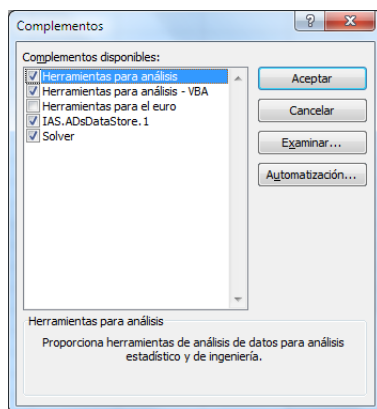 Complementos
Complementos disponibles:
Herramientas para análisis
Herramientas para análisis - VBA
Herramientas para el euro
IAS.ADsDataStore.1
Solver
Aceptar
Cancelar
Examinar...
Automatización...
Herramientas para análisis
Proporciona herramientas de análisis de datos para análisis
estadístico y de ingeniería.